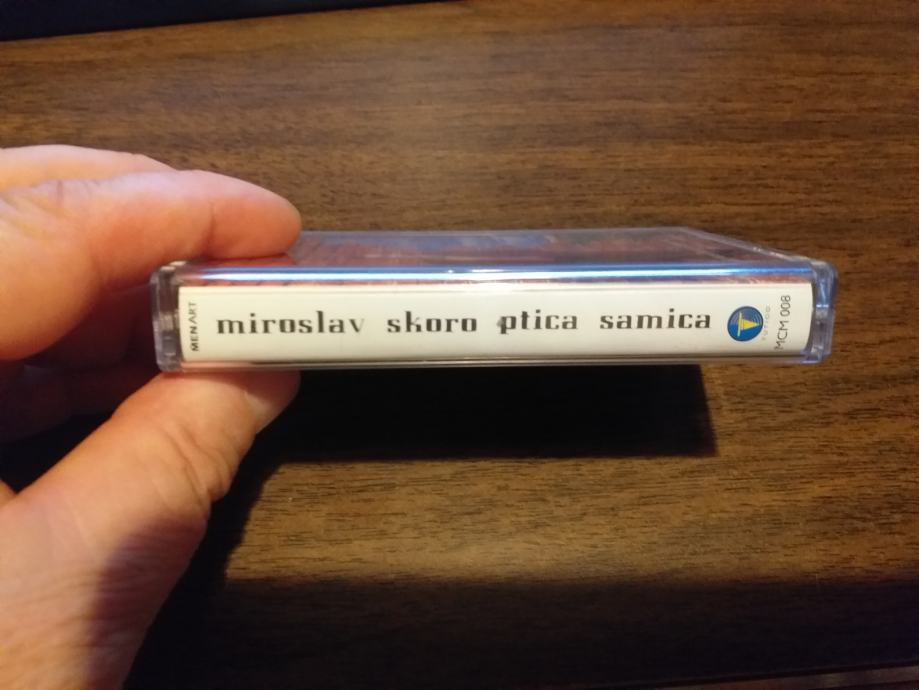 MENART
miroslav skoro ptica samica
MCM 008